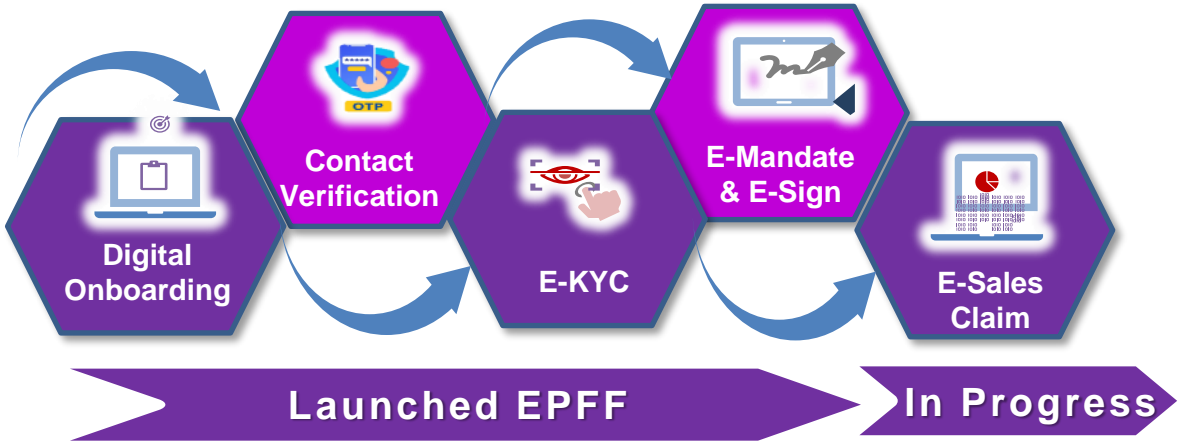 OTP
Contact
Verification
E-Mandate
& E-Sign
Digital
Onboarding
E-KYC
E-Sales
Claim
Launched EPFF
In Progress